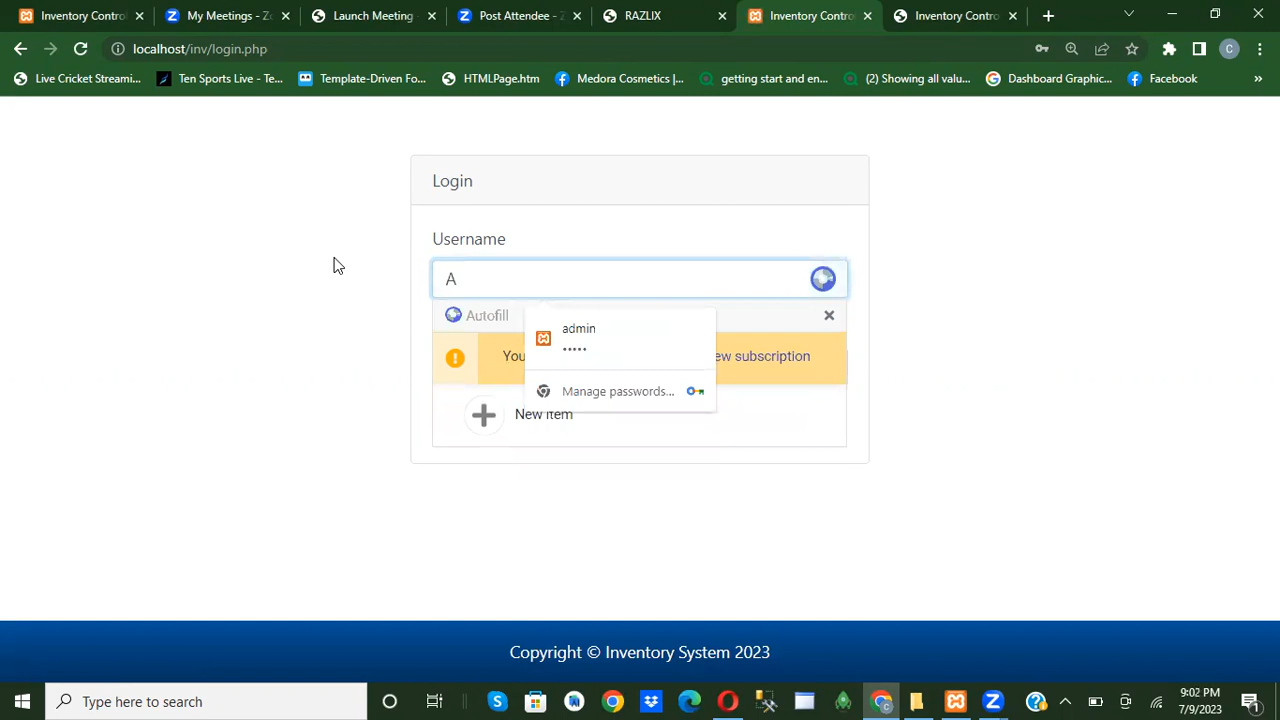 Inventory Contro
My Meetings - Zo
Launch Meeting -
Post Attendee - Z
RAZLIX
Inventory Contro
Inventory Contro
localhost/inv/login.php
C
Live Cricket Streami...
Ten Sports Live - Te...
Template-Driven Fo...
HTMLPage.htm
Medora Cosmetics |...
getting start and en...
(2) Showing all valu...
Dashboard Graphic...
Facebook
»
Login
Username
A
Autofill
admin
•••••
You
ew subscription
Manage passwords...
New item
Copyright © Inventory System 2023
Type here to search
9:02 PM
7/9/2023
1